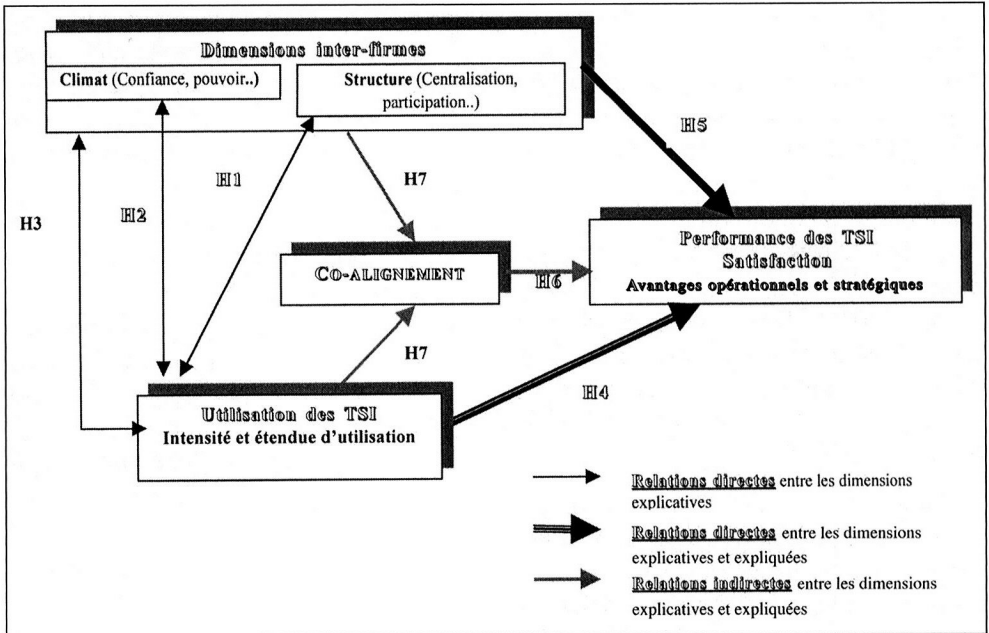 Dimensions inter-firmes
Climat (Confiance, pouvoir..)
Structure (Centralisation,
participation..)
H5
H1
H7
H3
H2
Performance des TSI
Satisfaction
Avantages opérationnels et stratégiques
CO-ALIGNEMENT
H6
H7
H4
Utilisation des TSI
Intensité et étendue d'utilisation
Relations directes entre les dimensions
explicatives
Relations directes entre les dimensions
explicatives et expliquées
Relations indirectes entre les dimensions
explicatives et expliquées